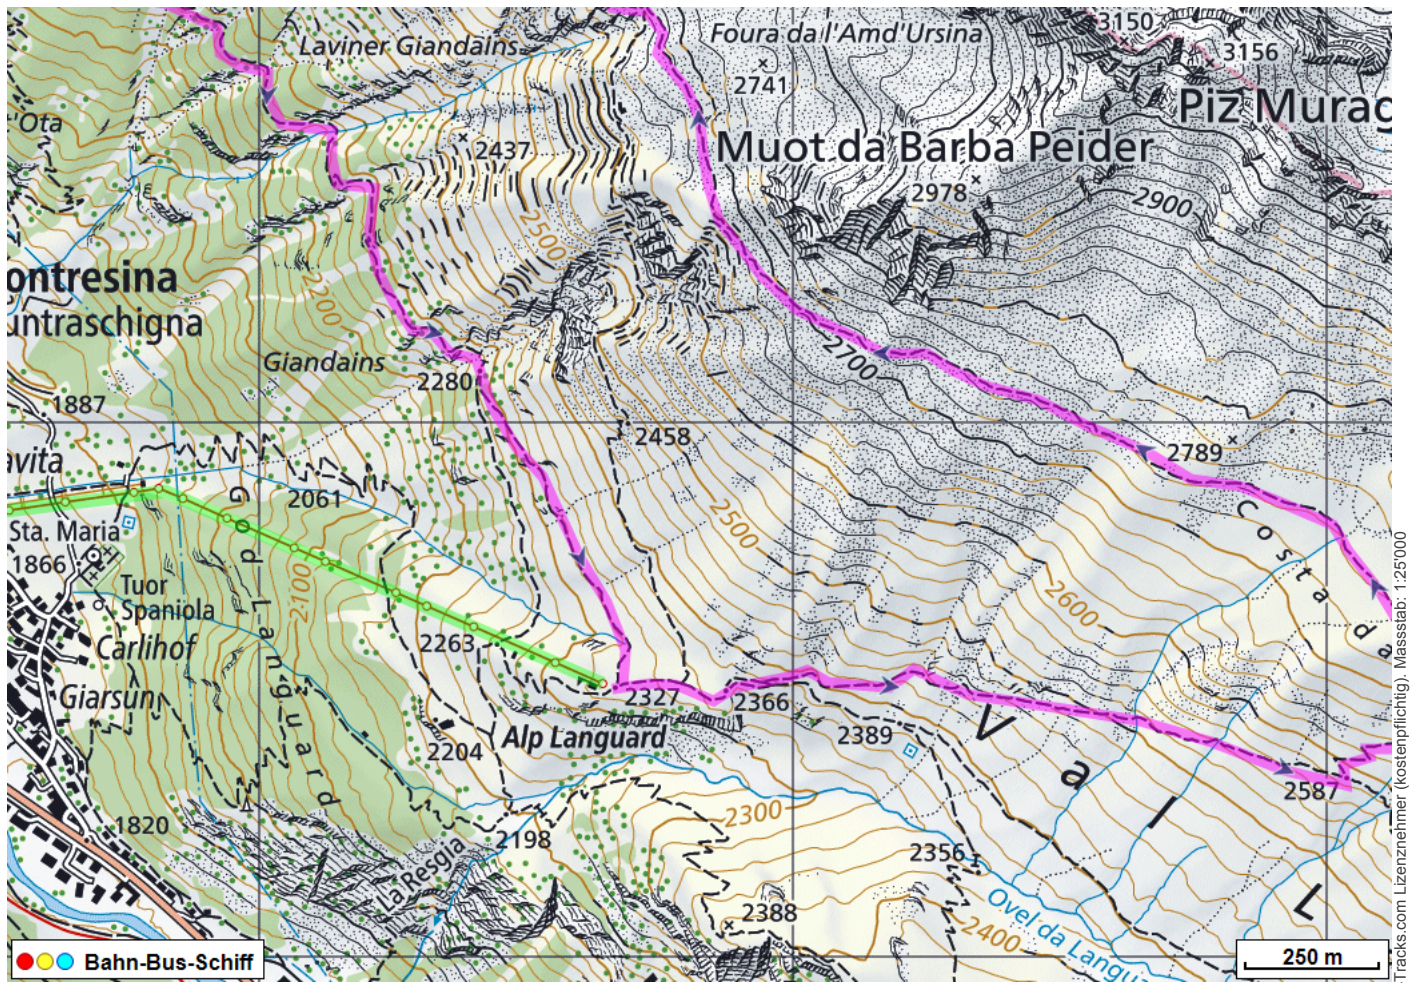 Laviner Giandains
Foura da l'Amd'Ursina
3150
3156
2741
Piz Murag
l'Ota
2437
Muot da Barba Peider
2978
2900
2500
ontresina
untraschigna
2200
Giandains
2280
2700
1887
2458
2789
avita
God Languard
2061
Sta. Maria
1866
2500
Costa da
Tuor
Spaniola
2100
2600
Carlihof
2263
Giarsun
2327
2366
Val L
Alp Languard
2389
2204
2587
1820
2300
2198
La Resgia
2356
2388
Ovel da Langua
2400
Bahn-Bus-Schiff
250 m
-Tracks.com Lizenznehmer (kostenpflichtig). Massstab: 1:25'000